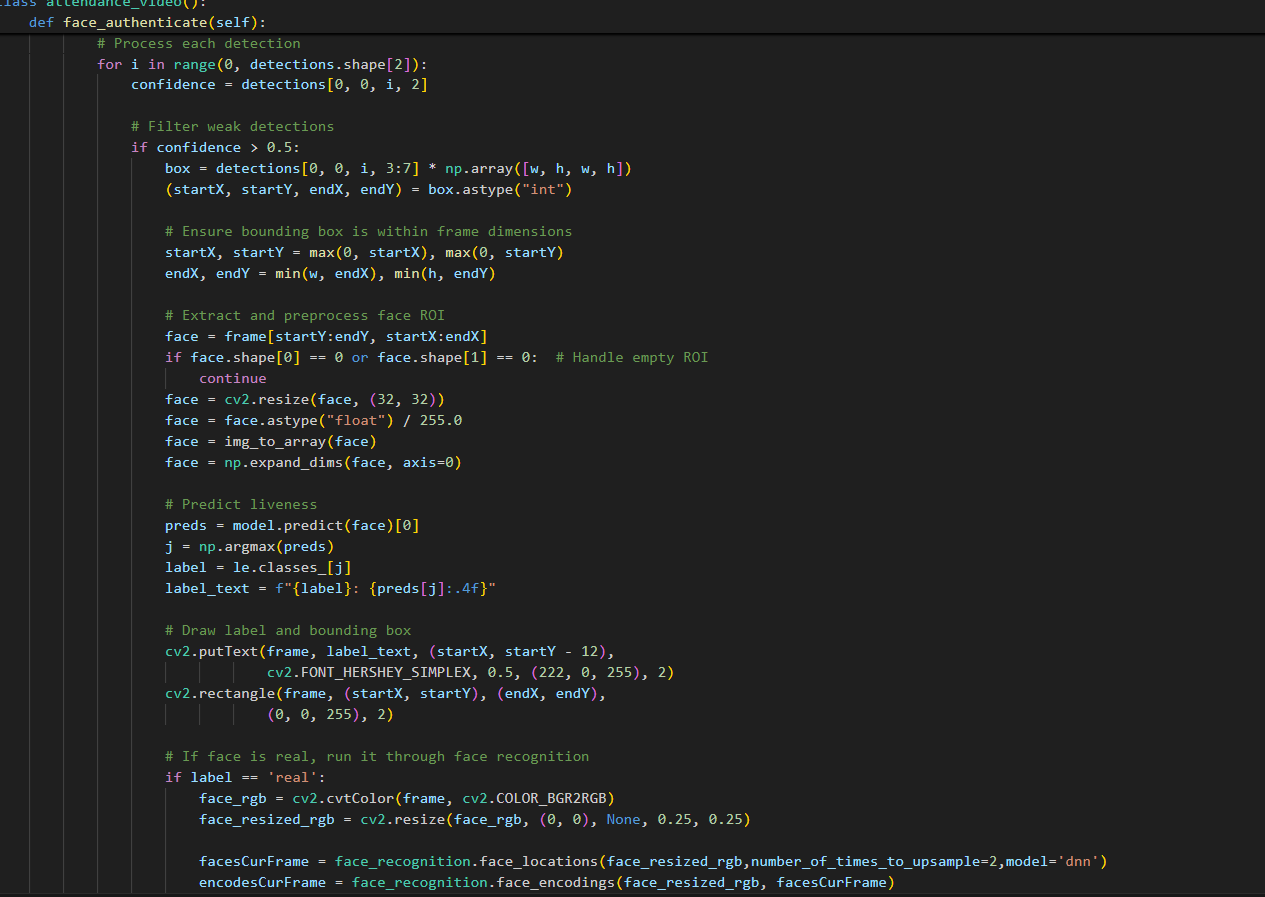 class attendance_video():
    def face_authenticate(self):
            # Process each detection
            for i in range(0, detections.shape[2]):
                confidence = detections[0, 0, i, 2]

                # Filter weak detections
                if confidence > 0.5:
                    box = detections[0, 0, i, 3:7] * np.array([w, h, w, h])
                    (startX, startY, endX, endY) = box.astype("int")

                    # Ensure bounding box is within frame dimensions
                    startX, startY = max(0, startX), max(0, startY)
                    endX, endY = min(w, endX), min(h, endY)

                    # Extract and preprocess face ROI
                    face = frame[startY:endY, startX:endX]
                    if face.shape[0] == 0 or face.shape[1] == 0:  # Handle empty ROI
                        continue
                    face = cv2.resize(face, (32, 32))
                    face = face.astype("float") / 255.0
                    face = img_to_array(face)
                    face = np.expand_dims(face, axis=0)

                    # Predict liveness
                    preds = model.predict(face)[0]
                    j = np.argmax(preds)
                    label = le.classes_[j]
                    label_text = f"{label}: {preds[j]:.4f}"

                    # Draw label and bounding box
                    cv2.putText(frame, label_text, (startX, startY - 12),
                                cv2.FONT_HERSHEY_SIMPLEX, 0.5, (222, 0, 255), 2)
                    cv2.rectangle(frame, (startX, startY), (endX, endY),
                                (0, 0, 255), 2)

                    # If face is real, run it through face recognition
                    if label == 'real':
                        face_rgb = cv2.cvtColor(frame, cv2.COLOR_BGR2RGB)
                        face_resized_rgb = cv2.resize(face_rgb, (0, 0), None, 0.25, 0.25)

                        facesCurFrame = face_recognition.face_locations(face_resized_rgb,number_of_times_to_upsample=2,model='dnn')
                        encodesCurFrame = face_recognition.face_encodings(face_resized_rgb, facesCurFrame)